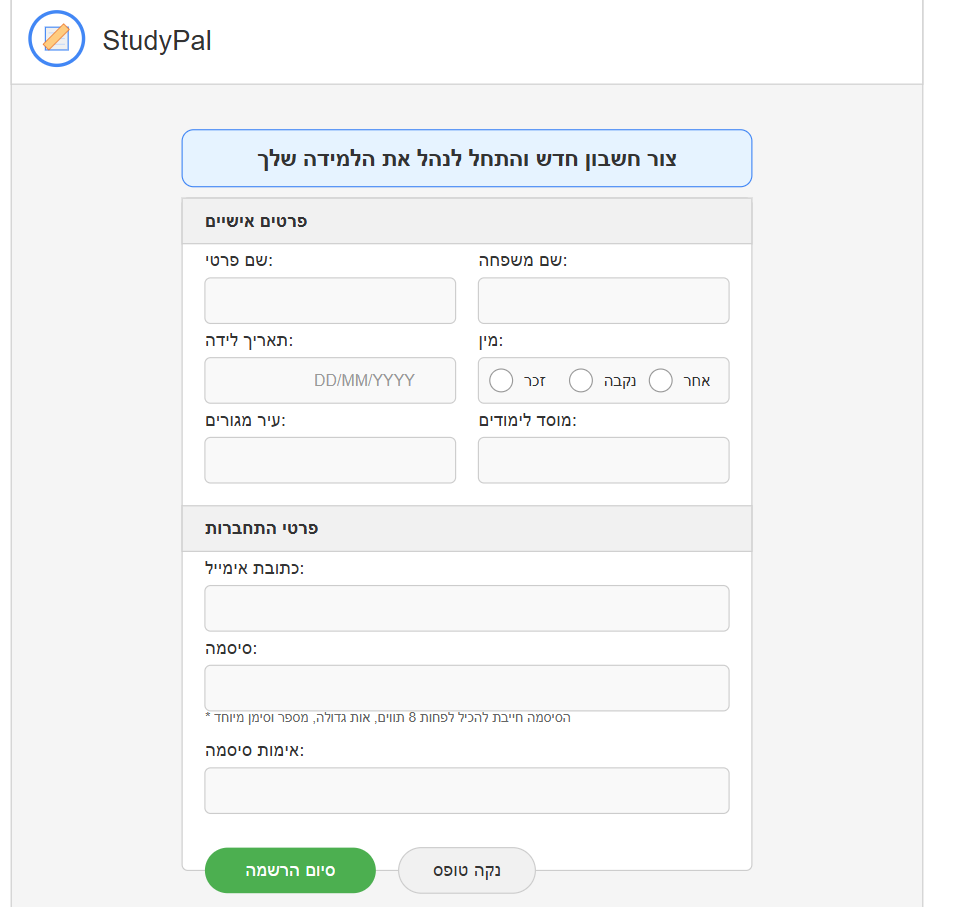 StudyPal
צור חשבון חדש והתחל לנהל את הלמידה שלך
פרטים אישיים
שם פרטי:
שם משפחה:
תאריך לידה:
מין:
DD/MM/YYYY
זכר נקבה אחר
עיר מגורים:
מוסד לימודים:
פרטי התחברות
כתובת אימייל:
סיסמה:
* הסיסמה חייבת להכיל לפחות 8 תווים, אות גדולה, מספר וסימן מיוחד
אימות סיסמה:
סיום הרשמה
נקה טופס